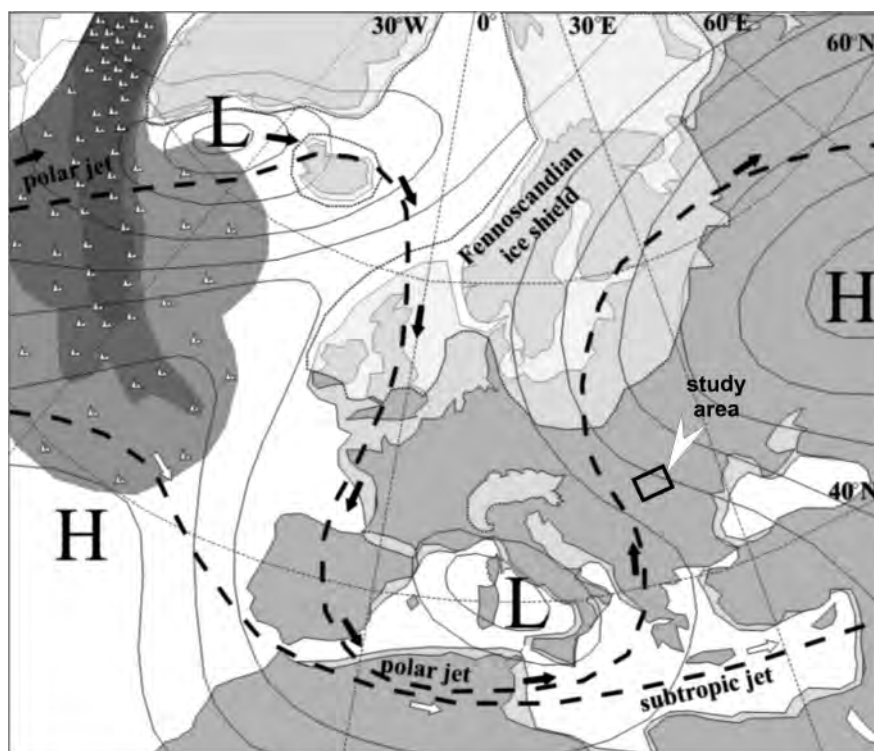 30°W
0°
30°E
60°E
60°N
L
polar jet
Fennoscandian
ice shield
H
study
area
40°N
H
L
polar jet
subtropic jet